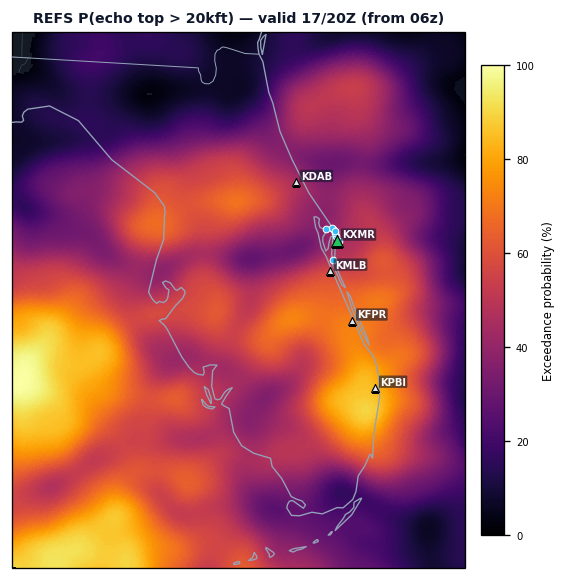 REFS P(echo top > 20kft) — valid 17/20Z (from 06z)
KDAB
KXMR
KMLB
KFPR
KPBI
100
80
60
40
20
0
Exceedance probability (%)